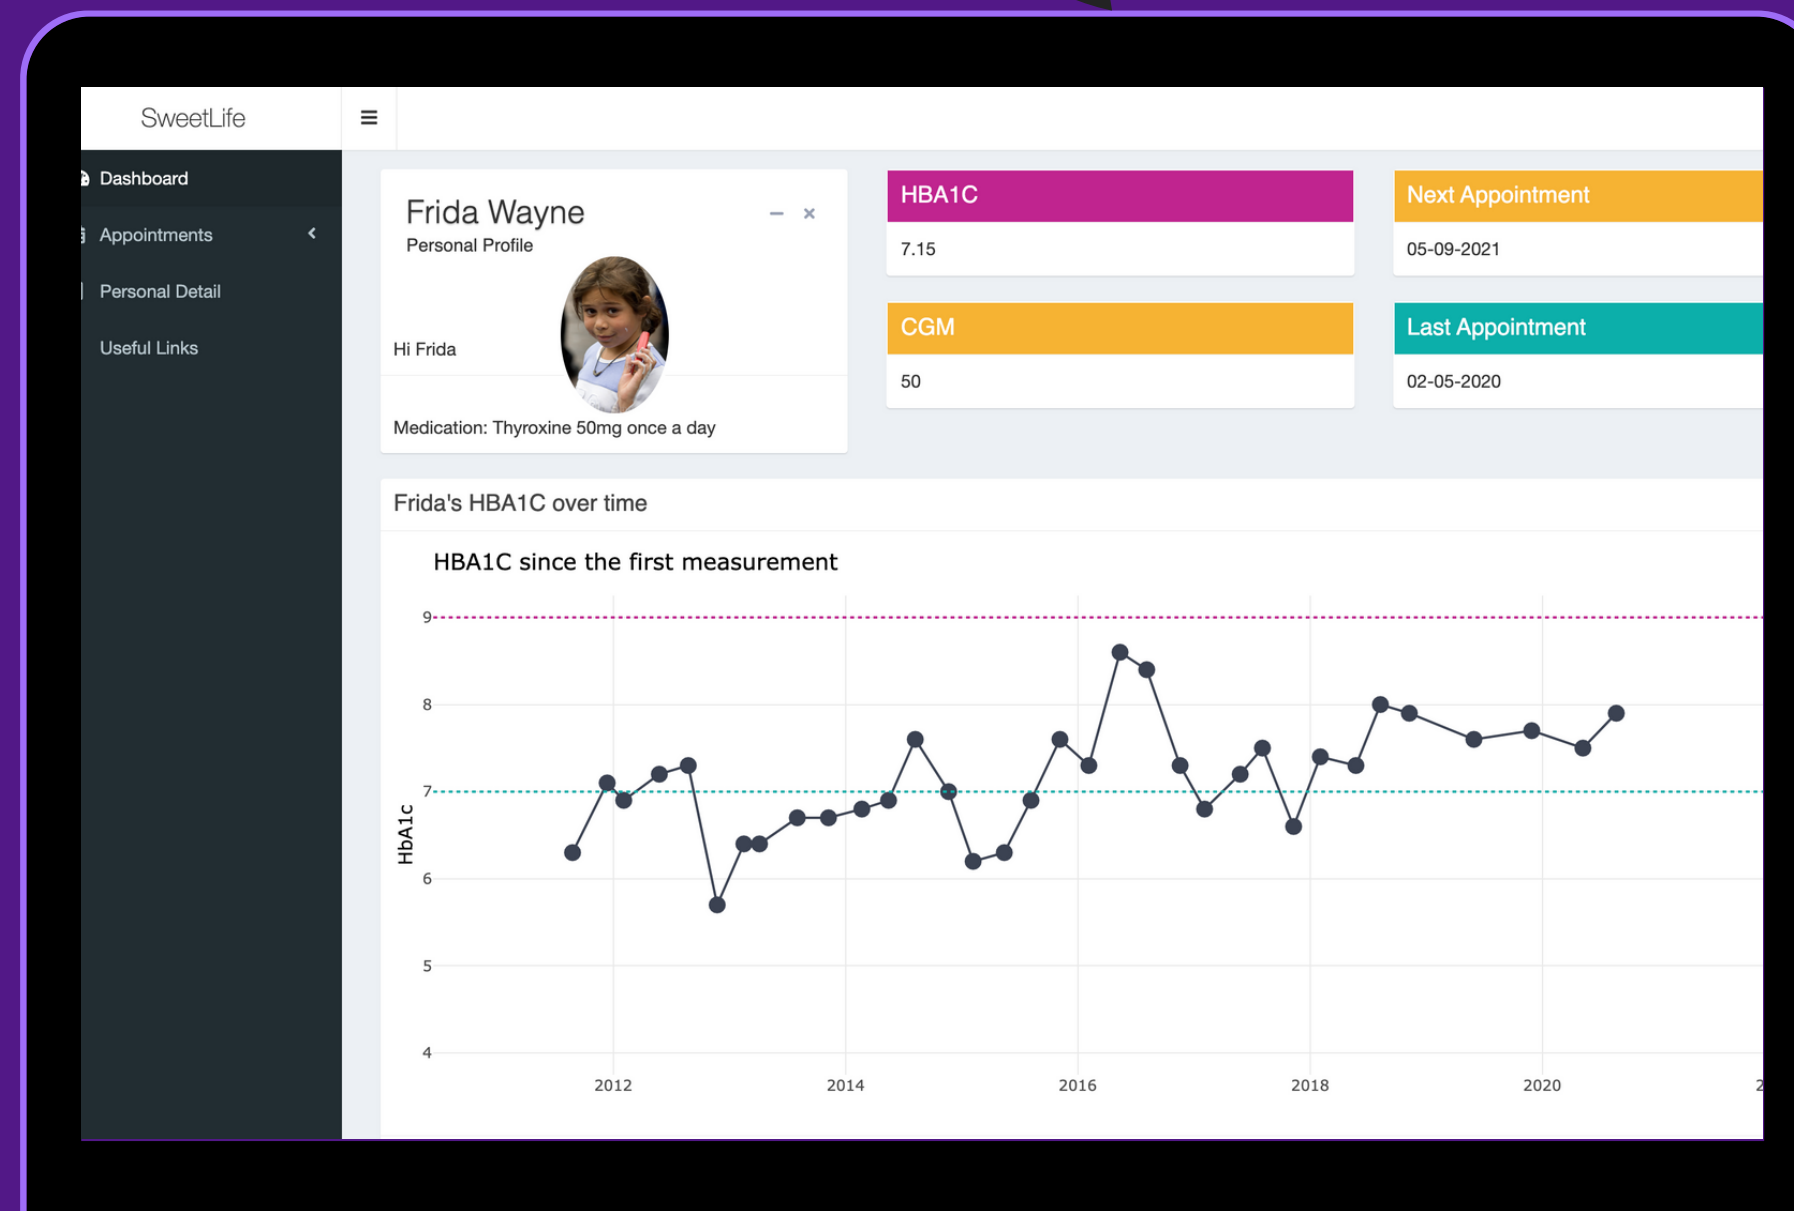 SweetLife
Dashboard
Appointments
Personal Detail
Useful Links
Frida Wayne
Personal Profile
Hi Frida
Medication: Thyroxine 50mg once a day
HBA1C
7.15
Next Appointment
05-09-2021
CGM
50
Last Appointment
02-05-2020
Frida's HBA1C over time
HBA1C since the first measurement
9
8
7
6
5
4
HbA1c
2012
2014
2016
2018
2020